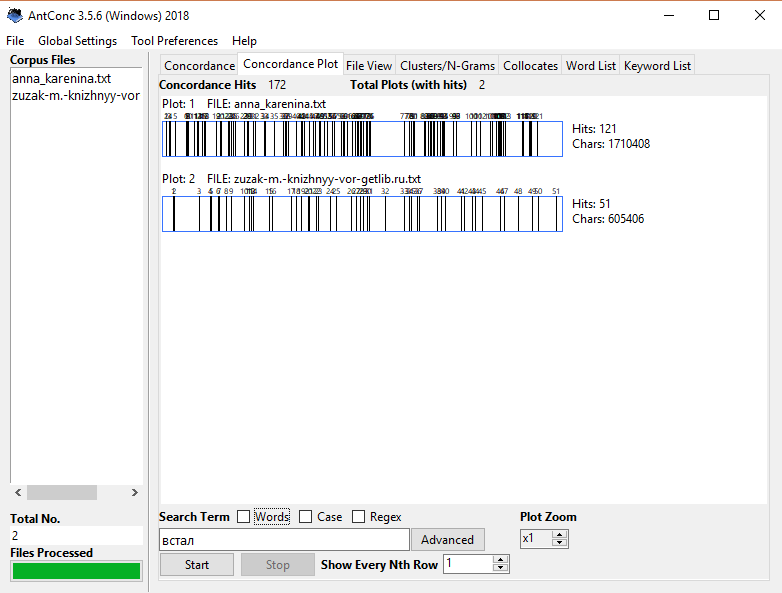 AntConc 3.5.6 (Windows) 2018
File Global Settings Tool Preferences Help
Corpus Files
anna_karenina.txt
zuzak-m.-knizhnyy-vor
Total No.
2
Files Processed
Concordance Concordance Plot File View Clusters/N-Grams Collocates Word List Keyword List
Concordance Hits 172 Total Plots (with hits) 2
Plot: 1 FILE: anna_karenina.txt
Hits: 121
Chars: 1710408
Plot: 2 FILE: zuzak-m.-knizhnyy-vor-getlib.ru.txt
Hits: 51
Chars: 605406
Search Term Words Case Regex Plot Zoom
встал Advanced x1
Start Stop Show Every Nth Row 1